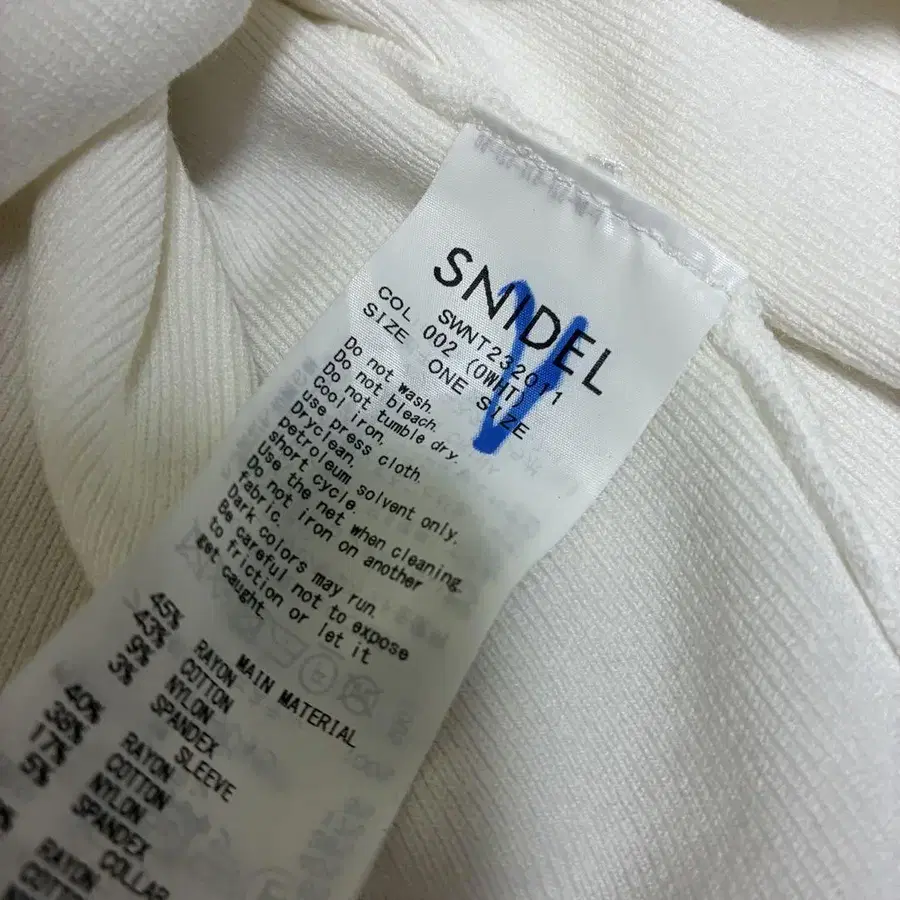 SNIDEL
SWNT232011
COL 002 (OWHT)
SIZE ONE SIZE
Do not wash.
Do not bleach.
Do not tumble dry.
Cool iron.
use press cloth.
Dryclean.
petroleum solvent only.
short cycle.
Use the net when cleaning.
Do not iron on another
fabric.
Dark colors may run.
Be careful not to expose
to friction or let it
get caught.
MAIN MATERIAL
45% RAYON
43% COTTON
9% NYLON
3% SPANDEX
SLEEVE
40% RAYON
38% COTTON
17% NYLON
5% SPANDEX
COLLAR
RAYON
COTTON